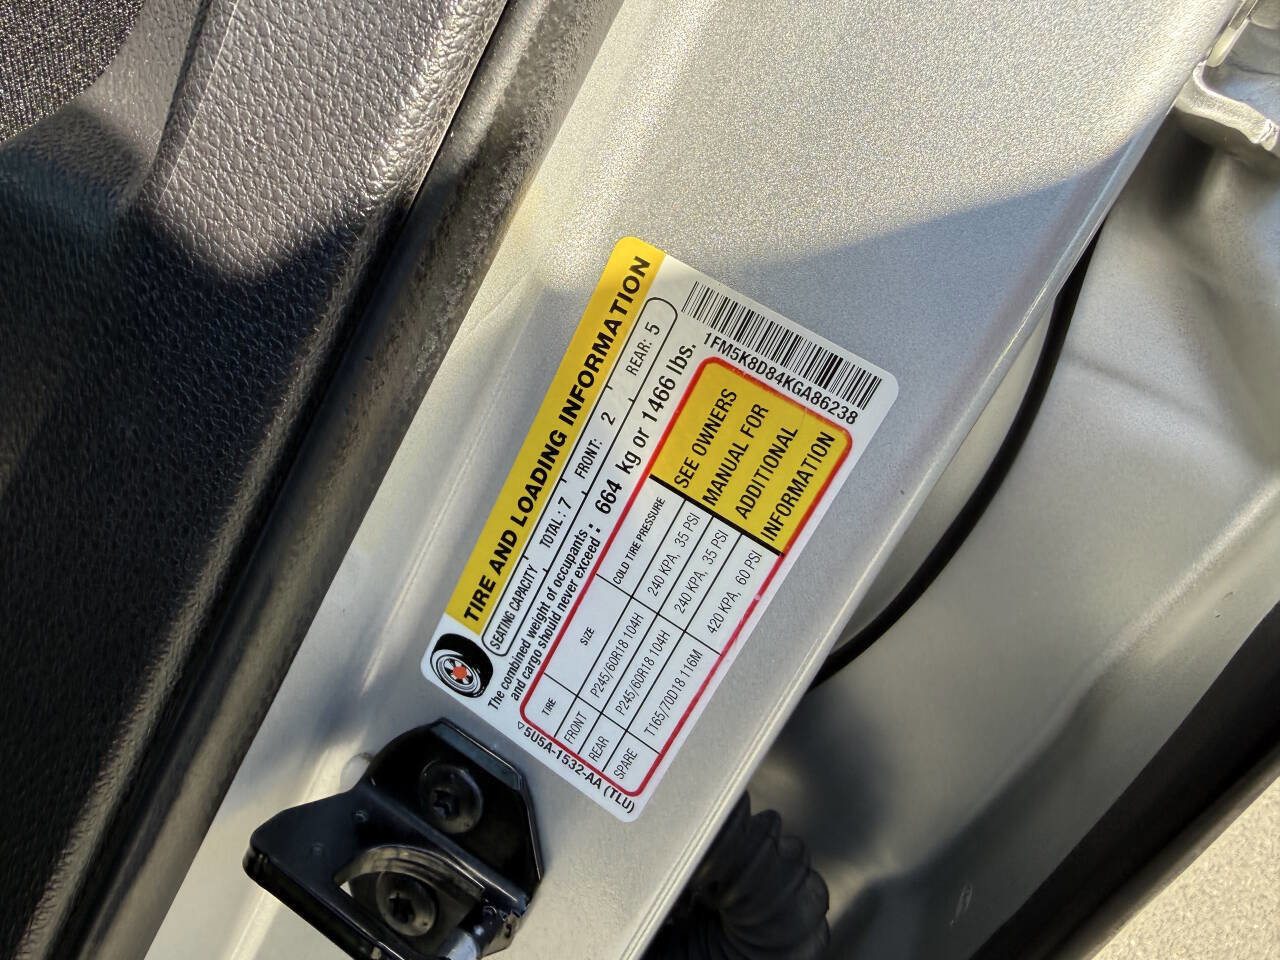 TIRE AND LOADING INFORMATION
SEATING CAPACITY TOTAL: 7 FRONT: 2 REAR: 5
The combined weight of occupants
and cargo should never exceed : 664 kg or 1466 lbs.
TIRE SIZE COLD TIRE PRESSURE
FRONT P245/60R18 104H 240 KPA, 35 PSI
REAR P245/60R18 104H 240 KPA, 35 PSI
SPARE T165/70D18 116M 420 KPA, 60 PSI
SEE OWNERS
MANUAL FOR
ADDITIONAL
INFORMATION
5U5A-1532-AA (TLU)
1FM5K8D84KGA86238